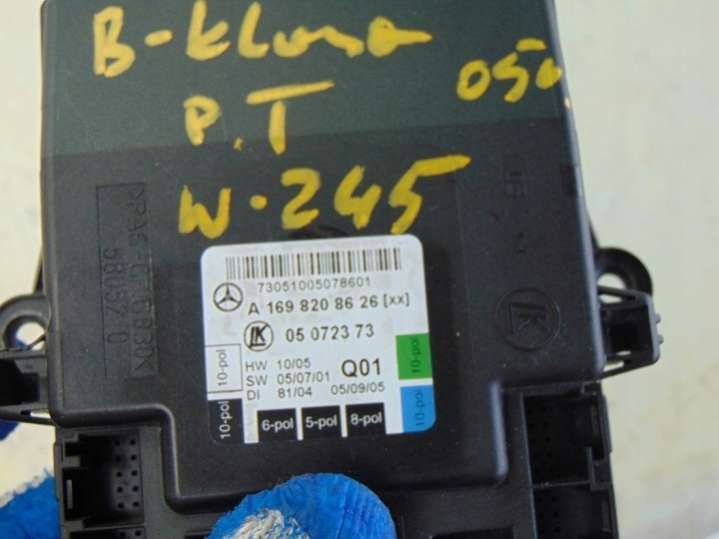 B-klasa
050
P.T
W-245
73051005078601
A 169 820 86 26 [xx]
LK 05 0723 73
HW 10/05 Q01
SW 05/07/01
DI 81/04 05/09/05
10-pol
10-pol
10-pol
10-pol
6-pol 5-pol 8-pol
LK